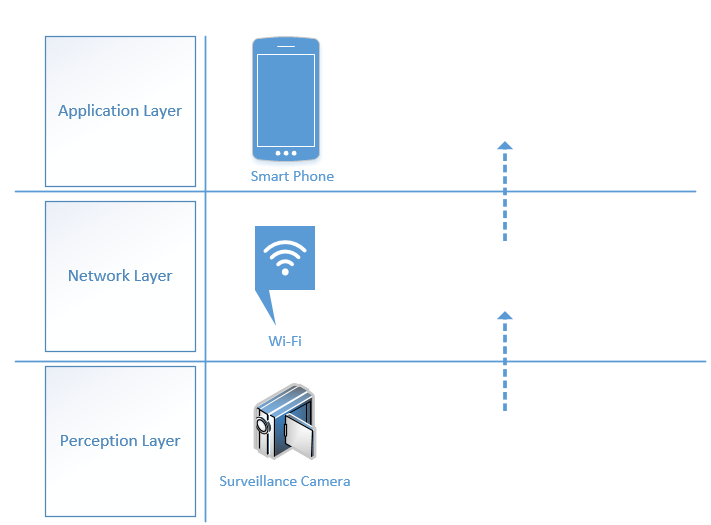 Application Layer
Smart Phone
Network Layer
Wi-Fi
Perception Layer
Surveillance Camera